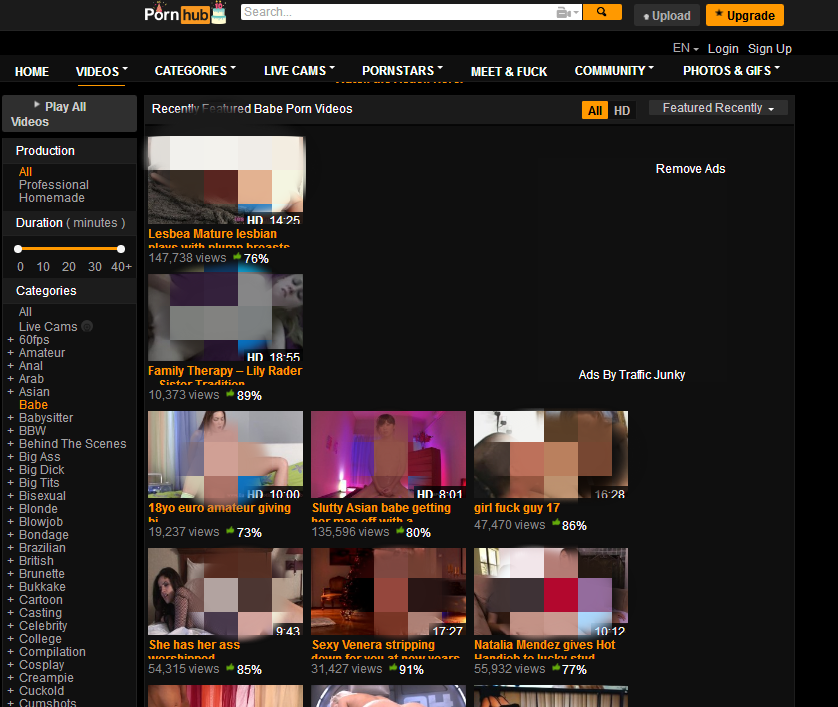 Porn hub
Search...
Upload
Upgrade
EN Login Sign Up
HOME VIDEOS CATEGORIES LIVE CAMS PORNSTARS MEET & FUCK COMMUNITY PHOTOS & GIFS
Play All
Videos
Recently Featured Babe Porn Videos
All HD Featured Recently
Production
All
Professional
Homemade
Duration ( minutes )
0 10 20 30 40+
Categories
All
Live Cams
+ 60fps
+ Amateur
+ Anal
+ Arab
+ Asian
Babe
+ Babysitter
+ BBW
+ Behind The Scenes
+ Big Ass
+ Big Dick
+ Big Tits
+ Bisexual
+ Blonde
+ Blowjob
+ Bondage
+ Brazilian
+ British
+ Brunette
+ Bukkake
+ Cartoon
+ Casting
+ Celebrity
+ College
+ Compilation
+ Cosplay
+ Creampie
+ Cuckold
+ Cumshots
Remove Ads
Ads By Traffic Junky
HD 14:25
Lesbea Mature lesbian
plays with plump breasts
147,738 views 76%
HD 18:55
Family Therapy – Lily Rader
Sister Tradition
10,373 views 89%
HD 10:00
18yo euro amateur giving
19,237 views 73%
HD 8:01
Slutty Asian babe getting
her man off with a
135,596 views 80%
16:28
girl fuck guy 17
47,470 views 86%
9:43
She has her ass
worshipped
54,315 views 85%
17:27
Sexy Venera stripping
down for you at new years
31,427 views 91%
10:12
Natalia Mendez gives Hot
Handjob to lucky stud
55,932 views 77%